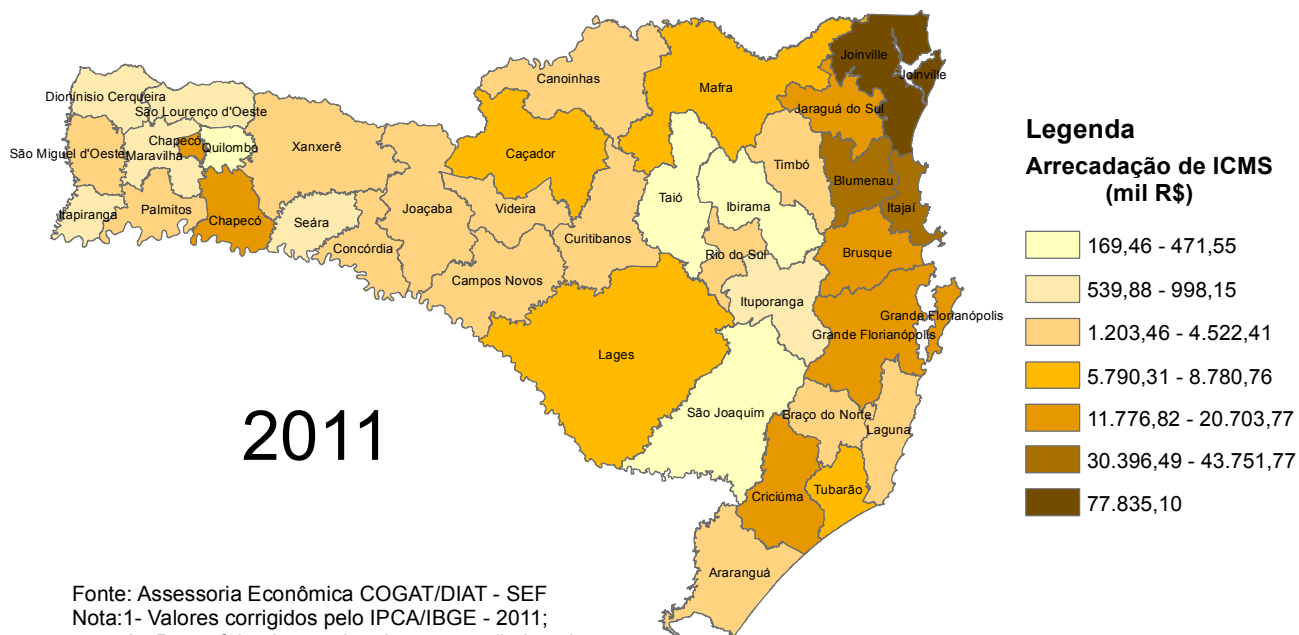 Joinville
Joinville
Canoinhas
Mafra
Dionínisio Cerqueira
São Lourenço d'Oeste
Jaraguá do Sul
Chapecó
Quilombo
Xanxerê
São Miguel d'Oeste
Maravilha
Caçador
Timbó
Blumenau
Taió
Ibirama
Itajaí
Itapiranga
Palmitos
Chapecó
Seára
Joaçaba
Videira
Concórdia
Curitibanos
Rio do Sul
Brusque
Campos Novos
Ituporanga
Grande Florianópolis
Grande Florianópolis
Lages
São Joaquim
Braço do Norte
Laguna
Criciúma
Tubarão
Araranguá
2011
Legenda
Arrecadação de ICMS
(mil R$)
169,46 - 471,55
539,88 - 998,15
1.203,46 - 4.522,41
5.790,31 - 8.780,76
11.776,82 - 20.703,77
30.396,49 - 43.751,77
77.835,10
Fonte: Assessoria Econômica COGAT/DIAT - SEF
Nota:1- Valores corrigidos pelo IPCA/IBGE - 2011;